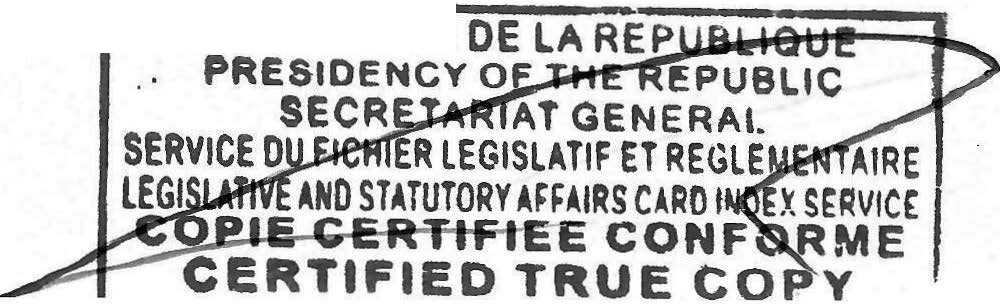 DE LA REPUBLIQUE
PRESIDENCY OF THE REPUBLIC
SECRETARIAT GENERAL
SERVICE DU FICHIER LEGISLATIF ET REGLEMENTAIRE
LEGISLATIVE AND STATUTORY AFFAIRS CARD INDEX SERVICE
COPIE CERTIFIEE CONFORME
CERTIFIED TRUE COPY